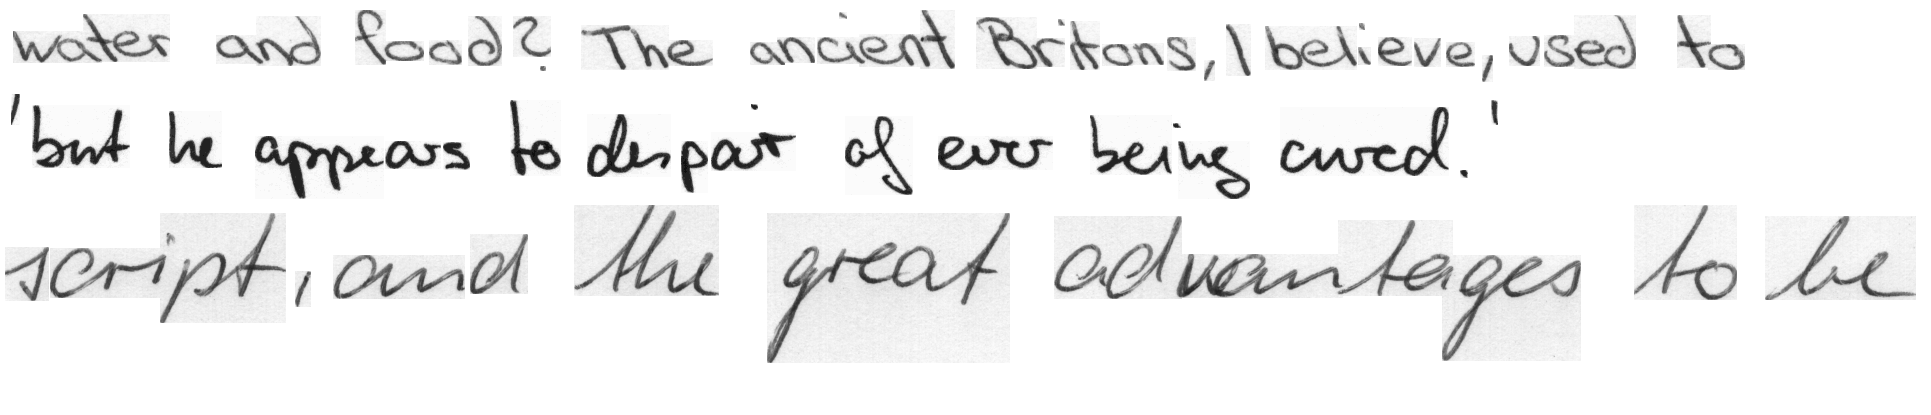 water and food? The ancient Britons, I believe, used to
'but he appears to despair of ever being cured.'
script, and the great advantages to be